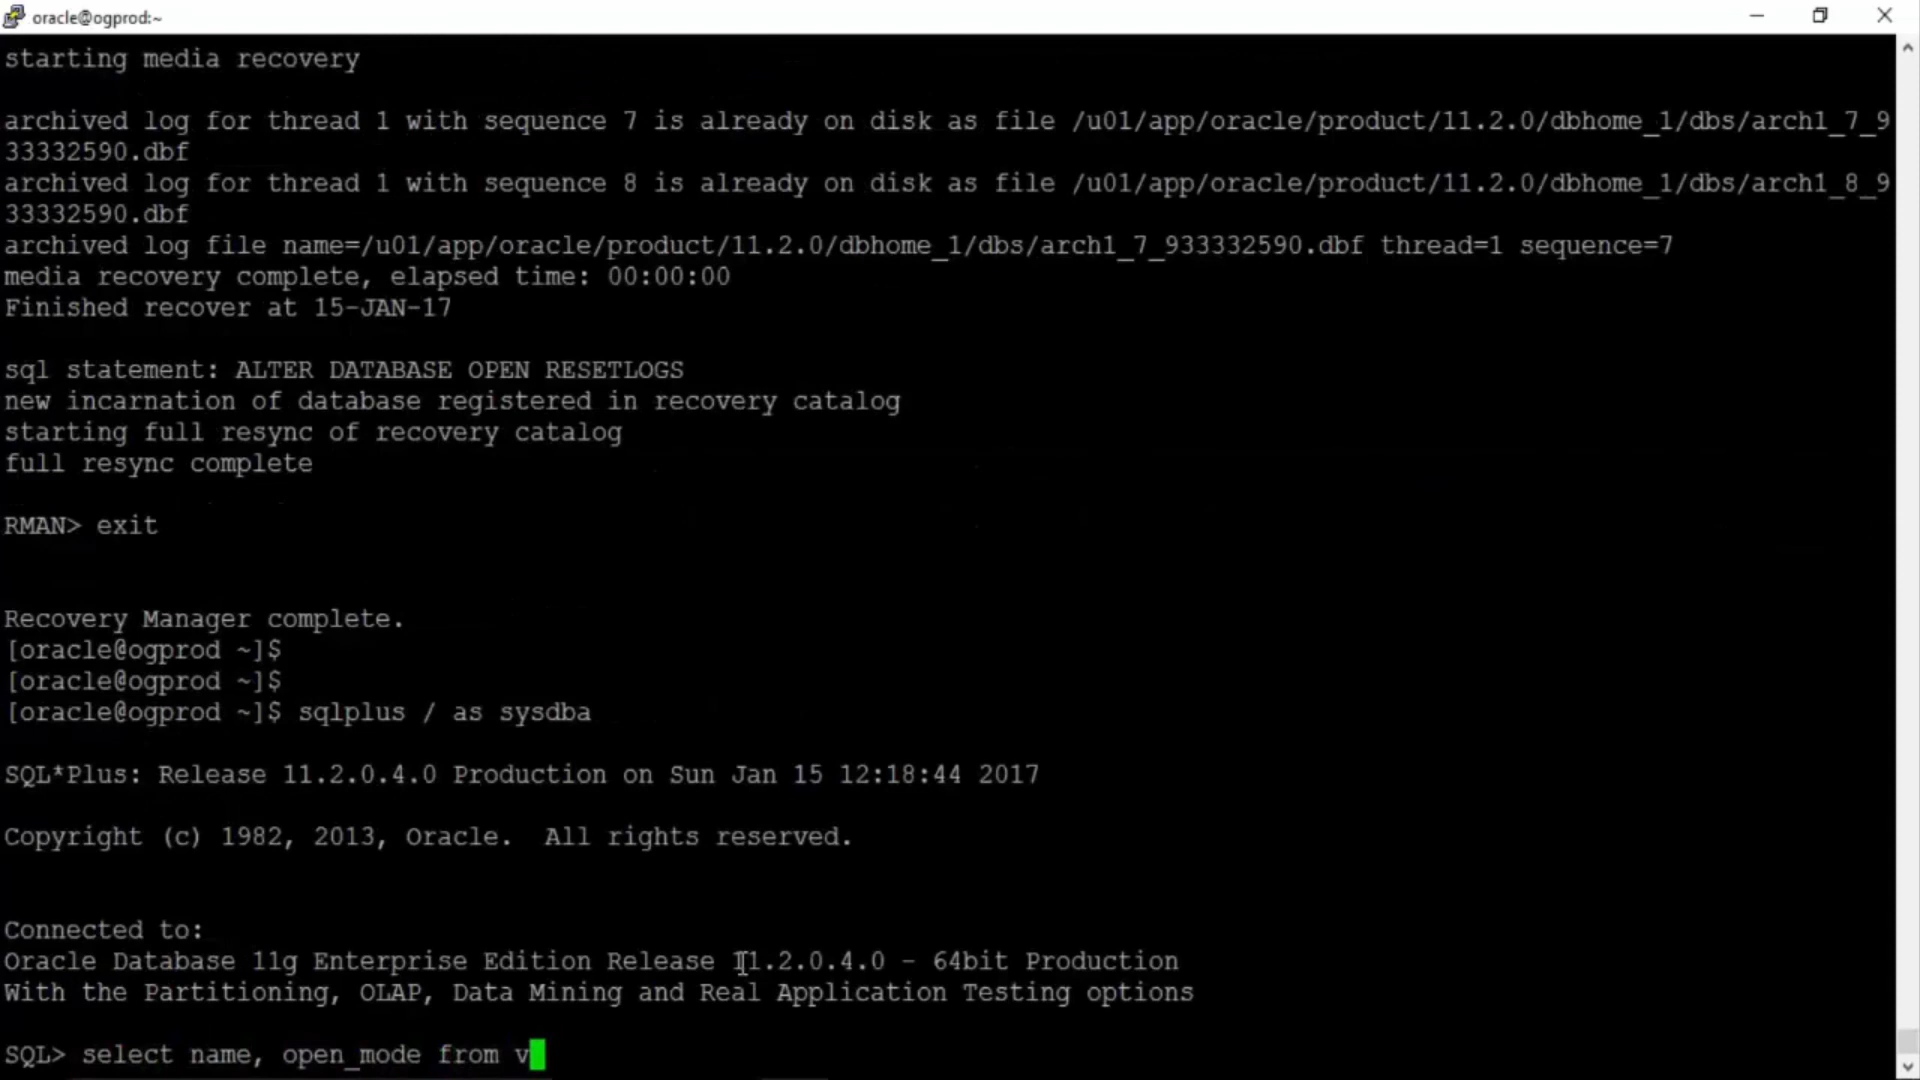 oracle@ogprod:~
starting media recovery
archived log for thread 1 with sequence 7 is already on disk as file /u01/app/oracle/product/11.2.0/dbhome_1/dbs/arch1_7_9
33332590.dbf
archived log for thread 1 with sequence 8 is already on disk as file /u01/app/oracle/product/11.2.0/dbhome_1/dbs/arch1_8_9
33332590.dbf
archived log file name=/u01/app/oracle/product/11.2.0/dbhome_1/dbs/arch1_7_933332590.dbf thread=1 sequence=7
media recovery complete, elapsed time: 00:00:00
Finished recover at 15-JAN-17
sql statement: ALTER DATABASE OPEN RESETLOGS
new incarnation of database registered in recovery catalog
starting full resync of recovery catalog
full resync complete
RMAN> exit
Recovery Manager complete.
[oracle@ogprod ~]$
[oracle@ogprod ~]$
[oracle@ogprod ~]$ sqlplus / as sysdba
SQL*Plus: Release 11.2.0.4.0 Production on Sun Jan 15 12:18:44 2017
Copyright (c) 1982, 2013, Oracle.  All rights reserved.
Connected to:
Oracle Database 11g Enterprise Edition Release 11.2.0.4.0 - 64bit Production
With the Partitioning, OLAP, Data Mining and Real Application Testing options
SQL> select name, open_mode from v